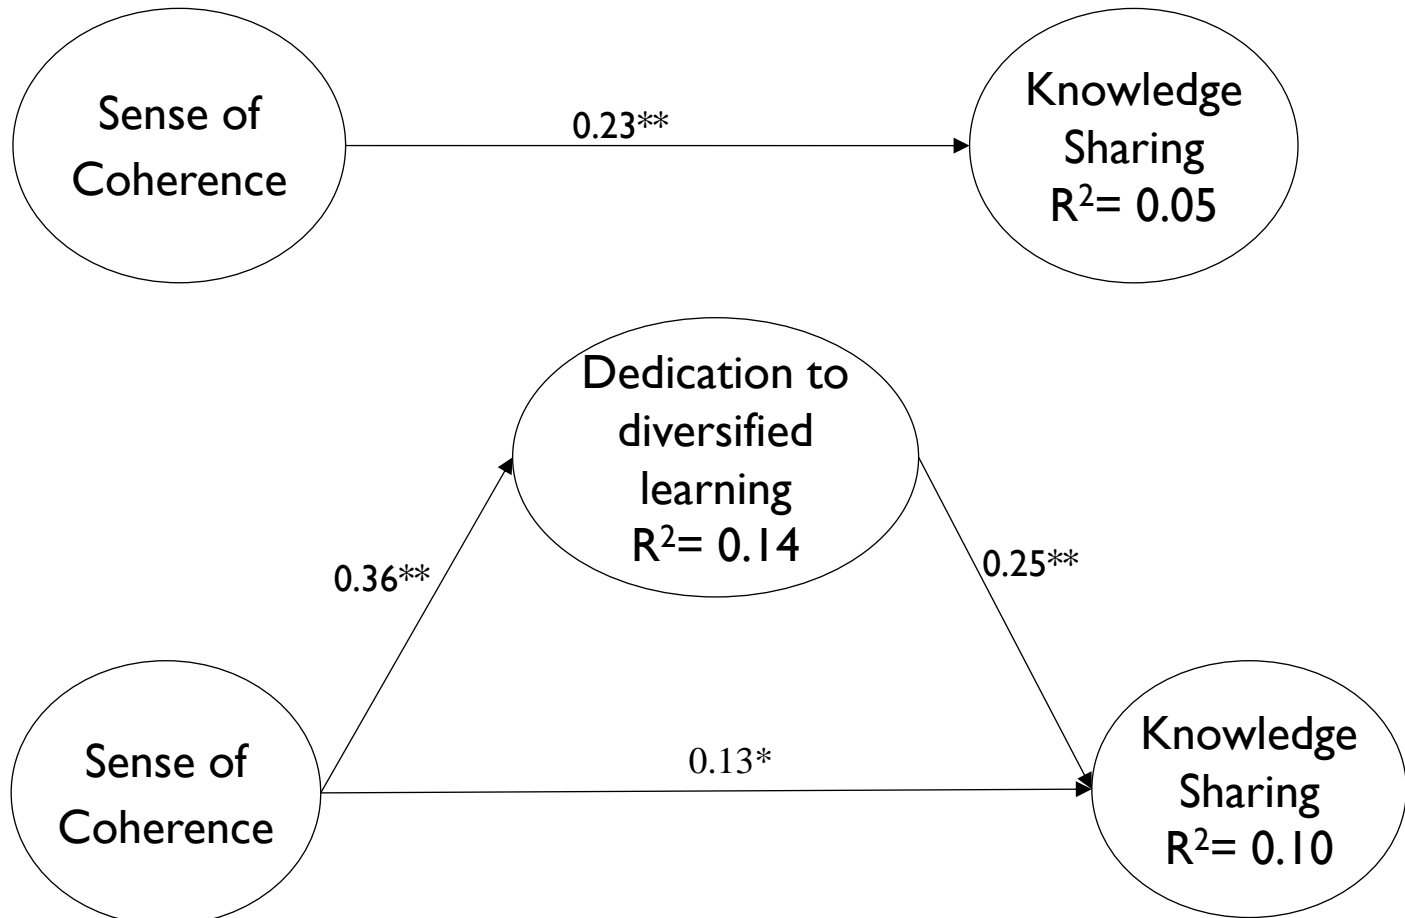 Sense of
Coherence
0.23**
Knowledge
Sharing
R²= 0.05
Dedication to
diversified
learning
R²= 0.14
0.36**
0.25**
Sense of
Coherence
0.13*
Knowledge
Sharing
R²= 0.10